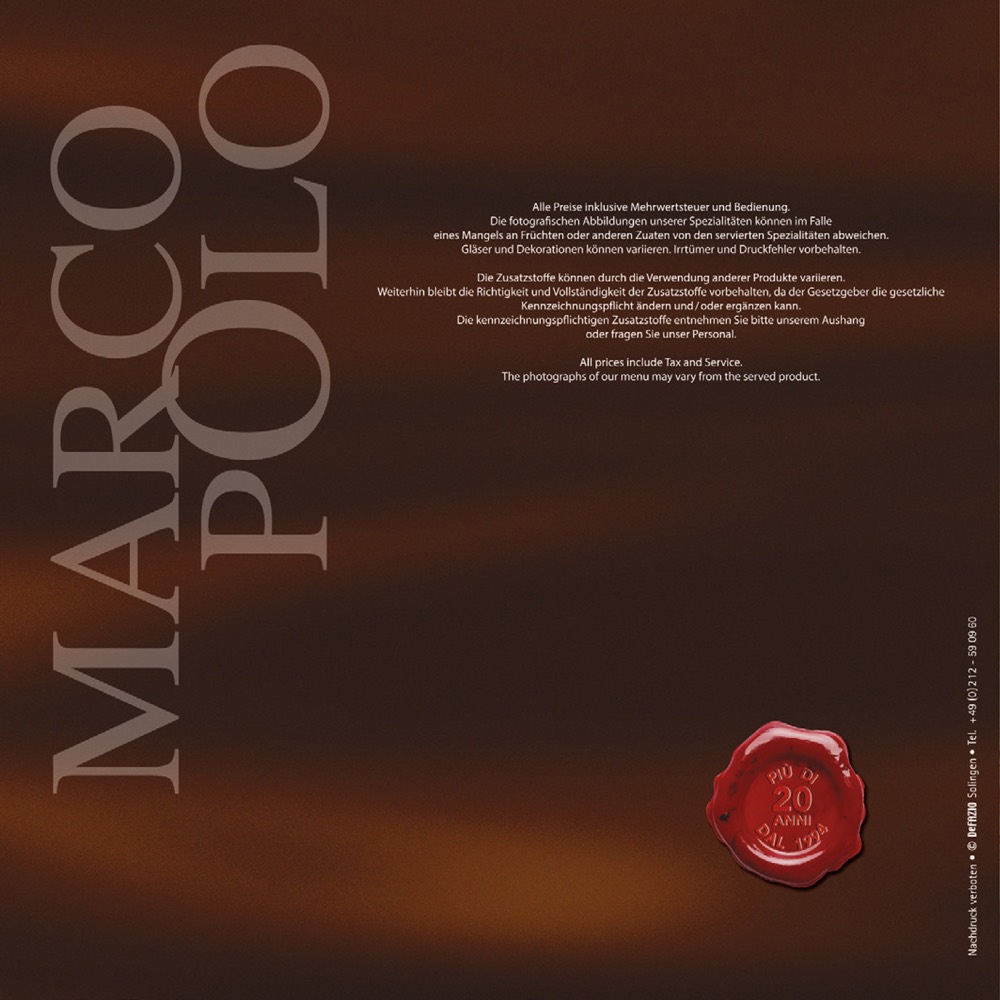 MARCO
POLO
Alle Preise inklusive Mehrwertsteuer und Bedienung.
Die fotografischen Abbildungen unserer Spezialitäten können im Falle
eines Mangels an Früchten oder anderen Zuaten von den servierten Spezialitäten abweichen.
Gläser und Dekorationen können variieren. Irrtümer und Druckfehler vorbehalten.
Die Zusatzstoffe können durch die Verwendung anderer Produkte variieren.
Weiterhin bleibt die Richtigkeit und Vollständigkeit der Zusatzstoffe vorbehalten, da der Gesetzgeber die gesetzliche
Kennzeichnungspflicht ändern und / oder ergänzen kann.
Die kennzeichnungspflichtigen Zusatzstoffe entnehmen Sie bitte unserem Aushang
oder fragen Sie unser Personal.
All prices include Tax and Service.
The photographs of our menu may vary from the served product.
PIÙ DI
20
ANNI
DAL 1994
Nachdruck verboten • © DeFAZIO Solingen • Tel. +49 (0) 2 12 – 59 09 60